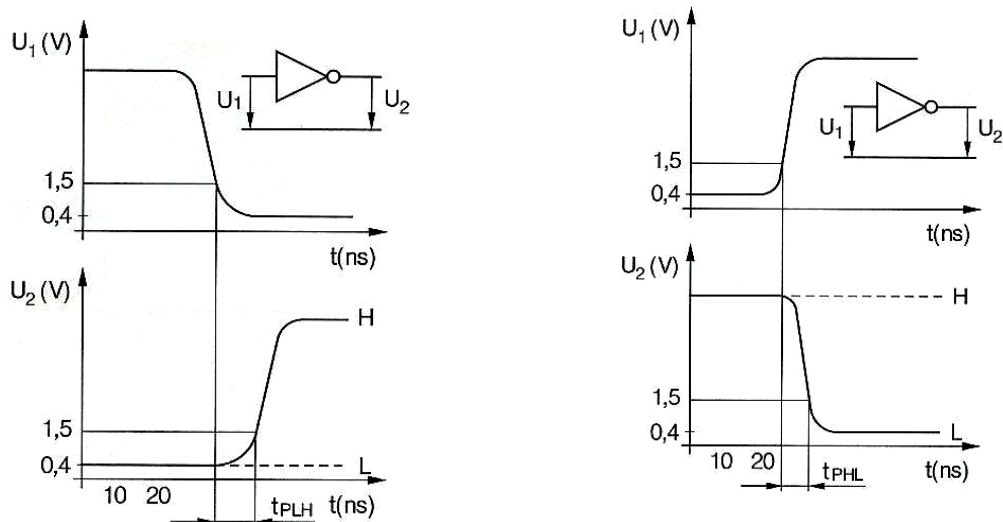 U1 (V)
U1
U2
1,5
0,4
t(ns)
U2 (V)
H
1,5
0,4
L
10 20
t(ns)
tPLH
U1 (V)
U1
U2
1,5
0,4
t(ns)
U2 (V)
H
1,5
0,4
L
10 20
tPHL
t(ns)